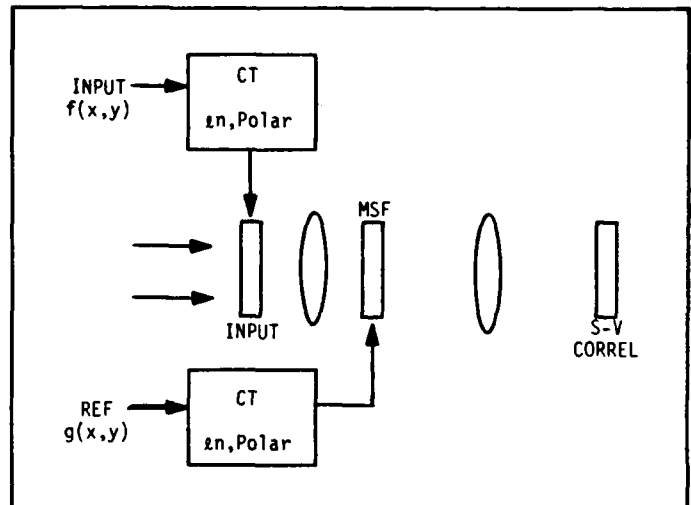 INPUT
f(x,y)
CT
ℓn,Polar
MSF
INPUT
S-V
CORREL
REF
g(x,y)
CT
ℓn,Polar